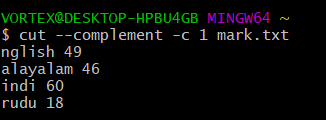 VORTEX@DESKTOP-HPBU4GB MINGW64 ~
$ cut --complement -c 1 mark.txt
nglish 49
alayalam 46
indi 60
rudu 18